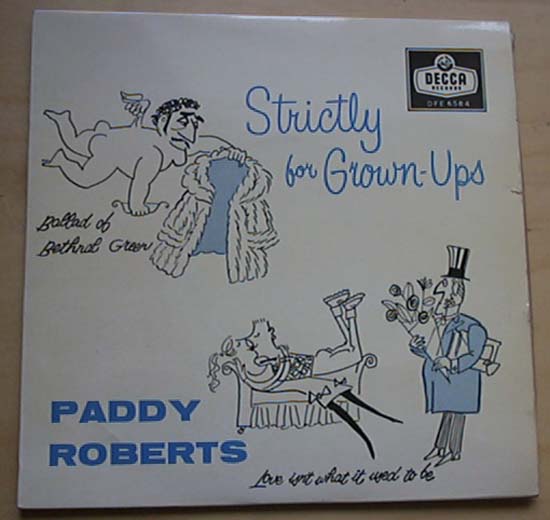 DECCA
RECORDS
DFE 6584
Strictly
for Grown-Ups
Ballad of
Bethnal Green
PADDY
ROBERTS
Love isn't what it used to be